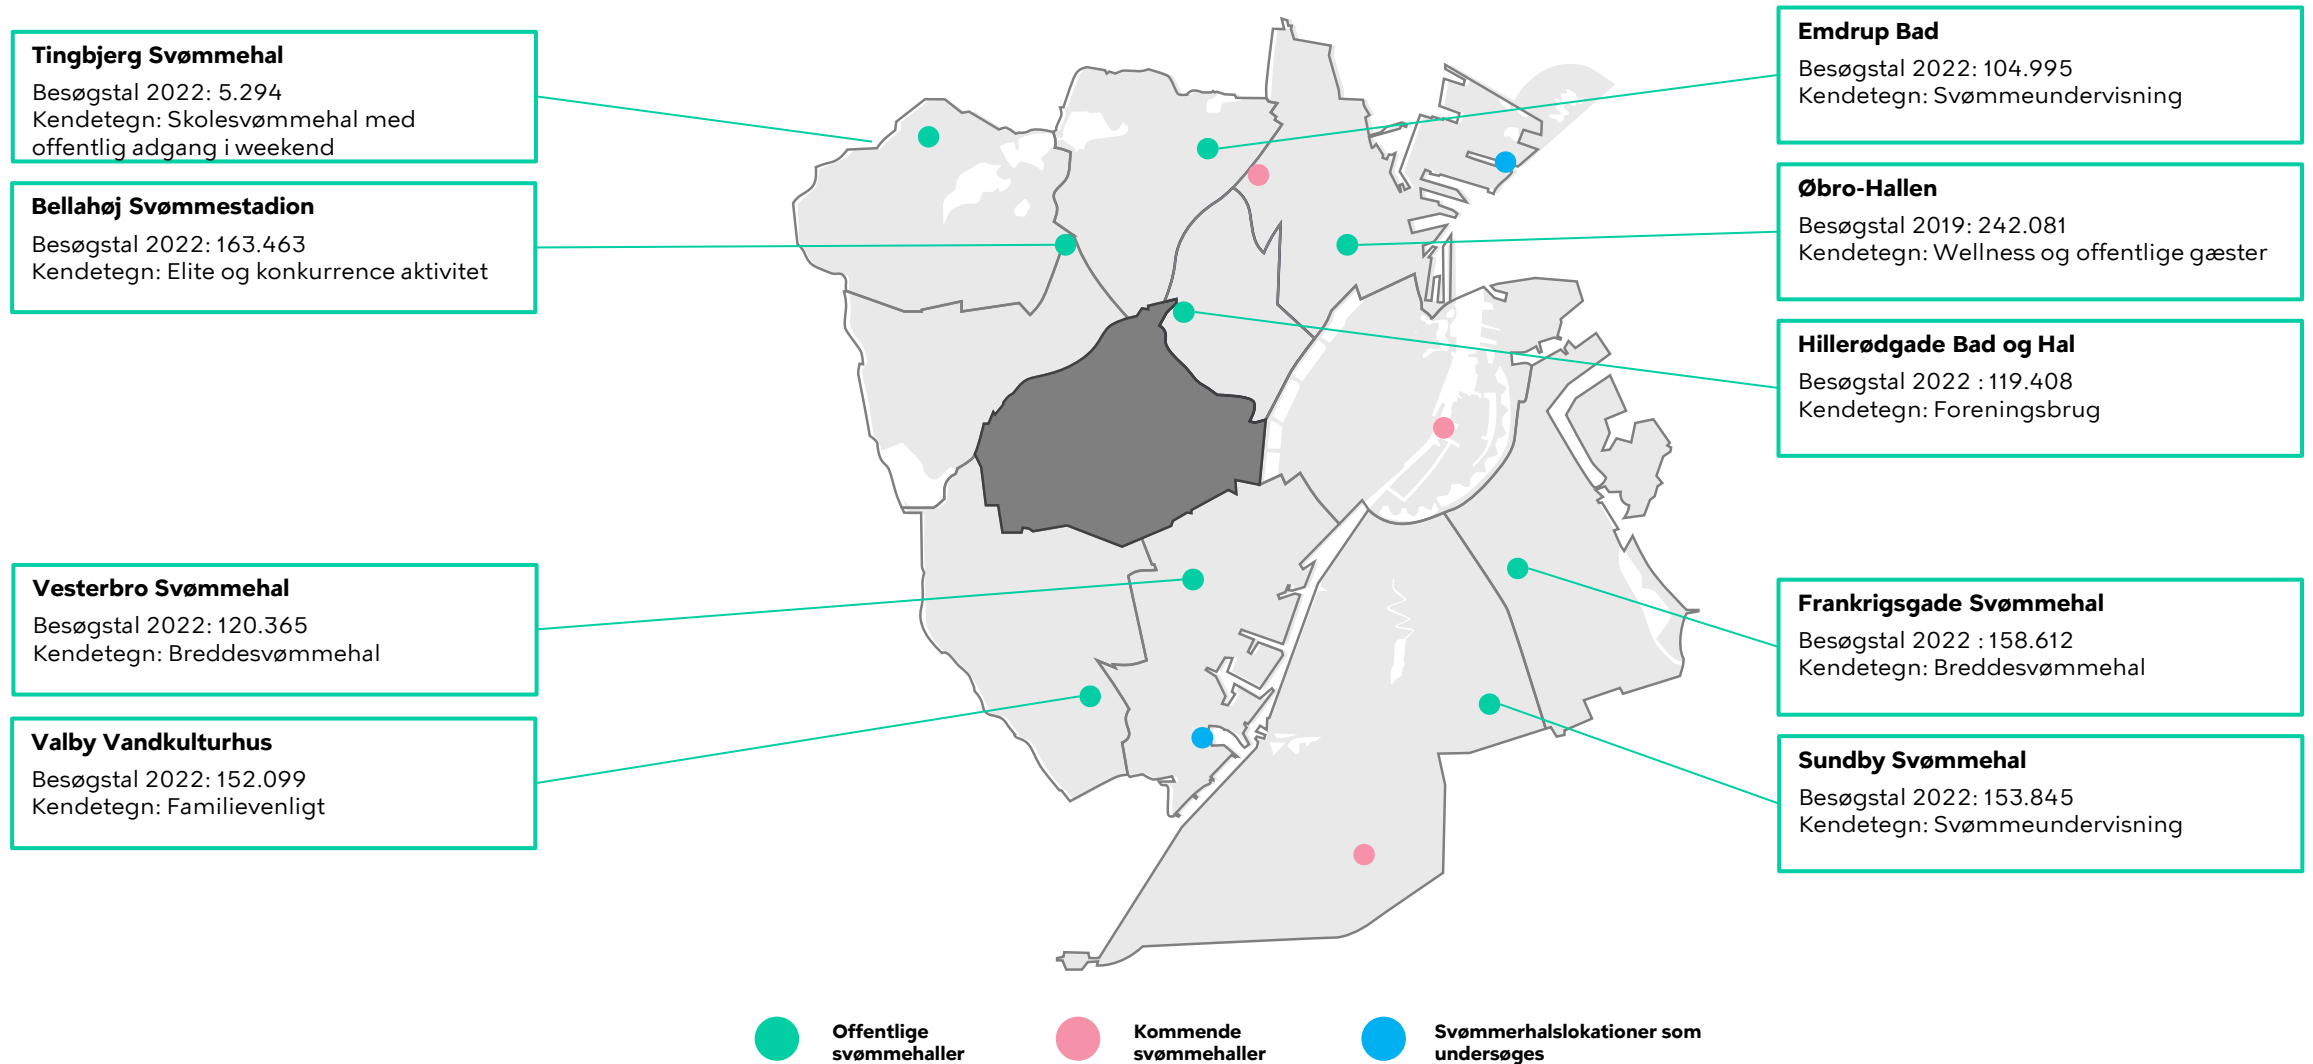 Tingbjerg Svømmehal
Besøgstal 2022: 5.294
Kendetegn: Skolesvømmehal med
offentlig adgang i weekend
Bellahøj Svømmestadion
Besøgstal 2022: 163.463
Kendetegn: Elite og konkurrence aktivitet
Vesterbro Svømmehal
Besøgstal 2022: 120.365
Kendetegn: Breddesvømmehal
Valby Vandkulturhus
Besøgstal 2022: 152.099
Kendetegn: Familievenligt
Emdrup Bad
Besøgstal 2022: 104.995
Kendetegn: Svømmeundervisning
Øbro-Hallen
Besøgstal 2019: 242.081
Kendetegn: Wellness og offentlige gæster
Hillerødgade Bad og Hal
Besøgstal 2022 : 119.408
Kendetegn: Foreningsbrug
Frankrigsgade Svømmehal
Besøgstal 2022 : 158.612
Kendetegn: Breddesvømmehal
Sundby Svømmehal
Besøgstal 2022: 153.845
Kendetegn: Svømmeundervisning
Offentlige
svømmehaller
Kommende
svømmehaller
Svømmerhalslokationer som
undersøges